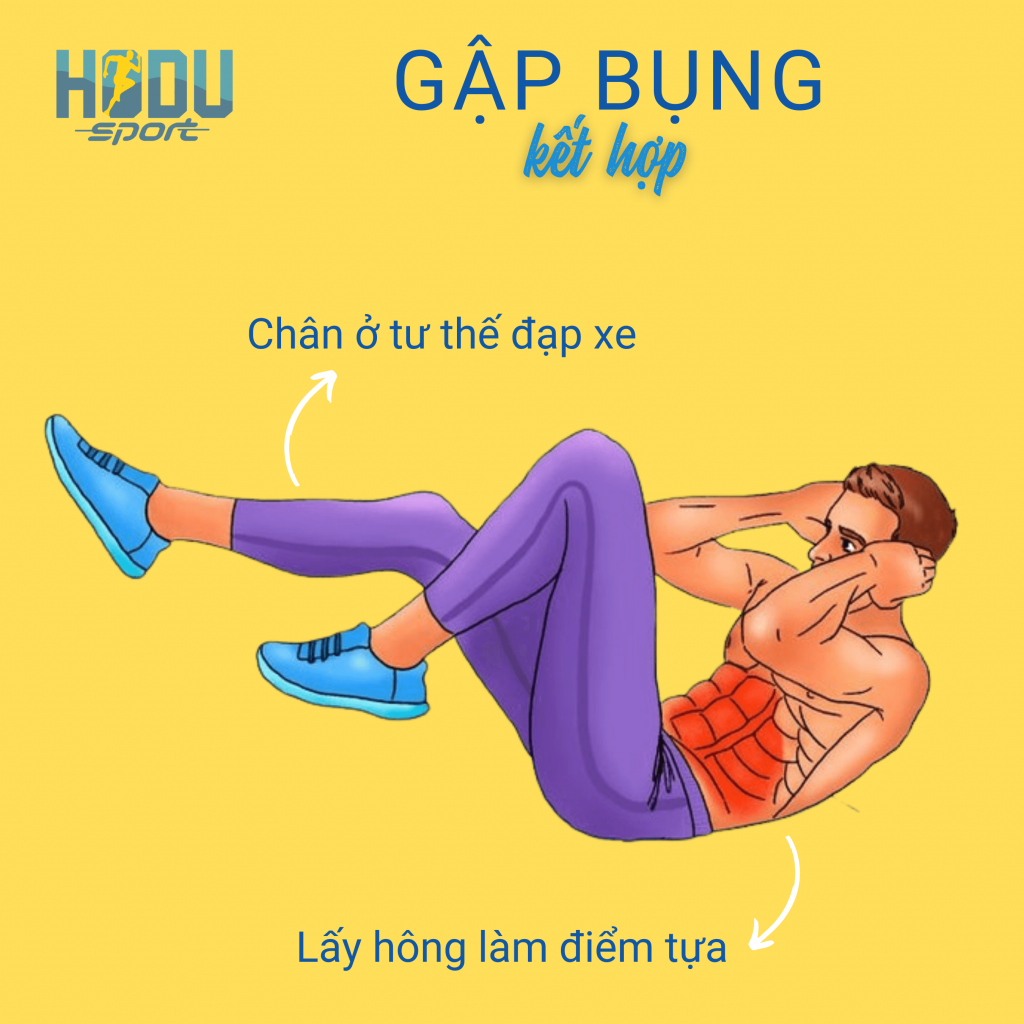 HODU
sport
GẬP BỤNG
kết hợp
Chân ở tư thế đạp xe
Lấy hông làm điểm tựa